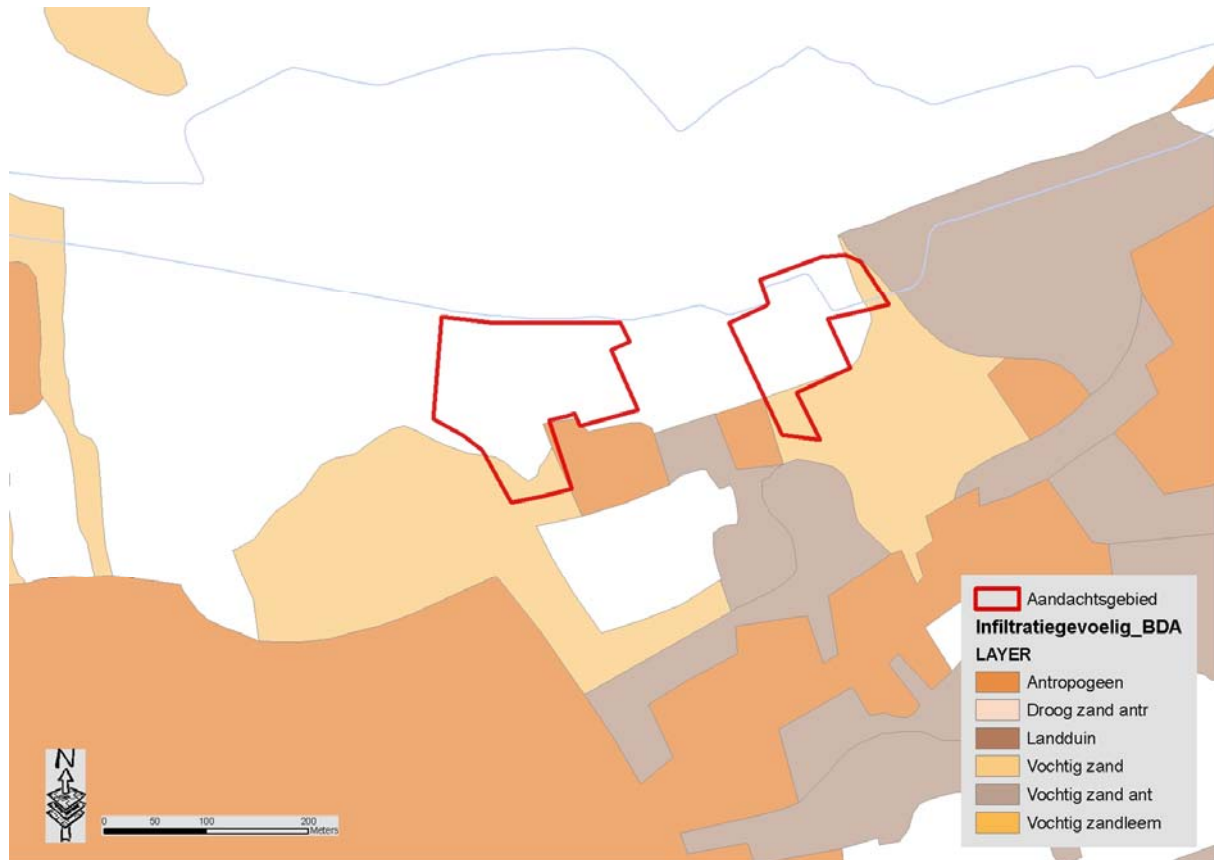 Aandachtsgebied
Infiltratiegevoelig_BDA
LAYER
Antropogeen
Droog zand antr
Landduin
Vochtig zand
Vochtig zand ant
Vochtig zandleem
N
0 50 100 200
Meters